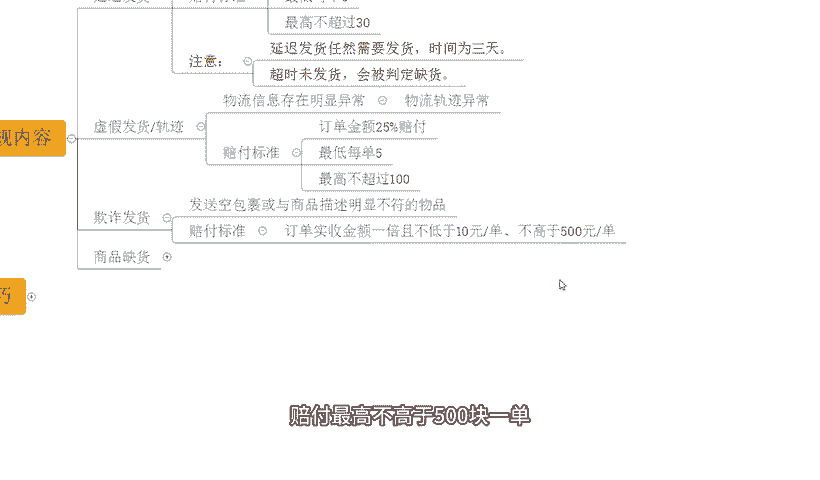 最高不超过30
延迟发货任然需要发货，时间为三天。
注意：
超时未发货，会被判定缺货。
物流信息存在明显异常
物流轨迹异常
规内容
虚假发货/轨迹
订单金额25%赔付
赔付标准
最低每单5
最高不超过100
发送空包裹或与商品描述明显不符的物品
欺诈发货
赔付标准
订单实收金额一倍且不低于10元/单、不高于500元/单
商品缺货
巧
赔付最高不高于500块一单